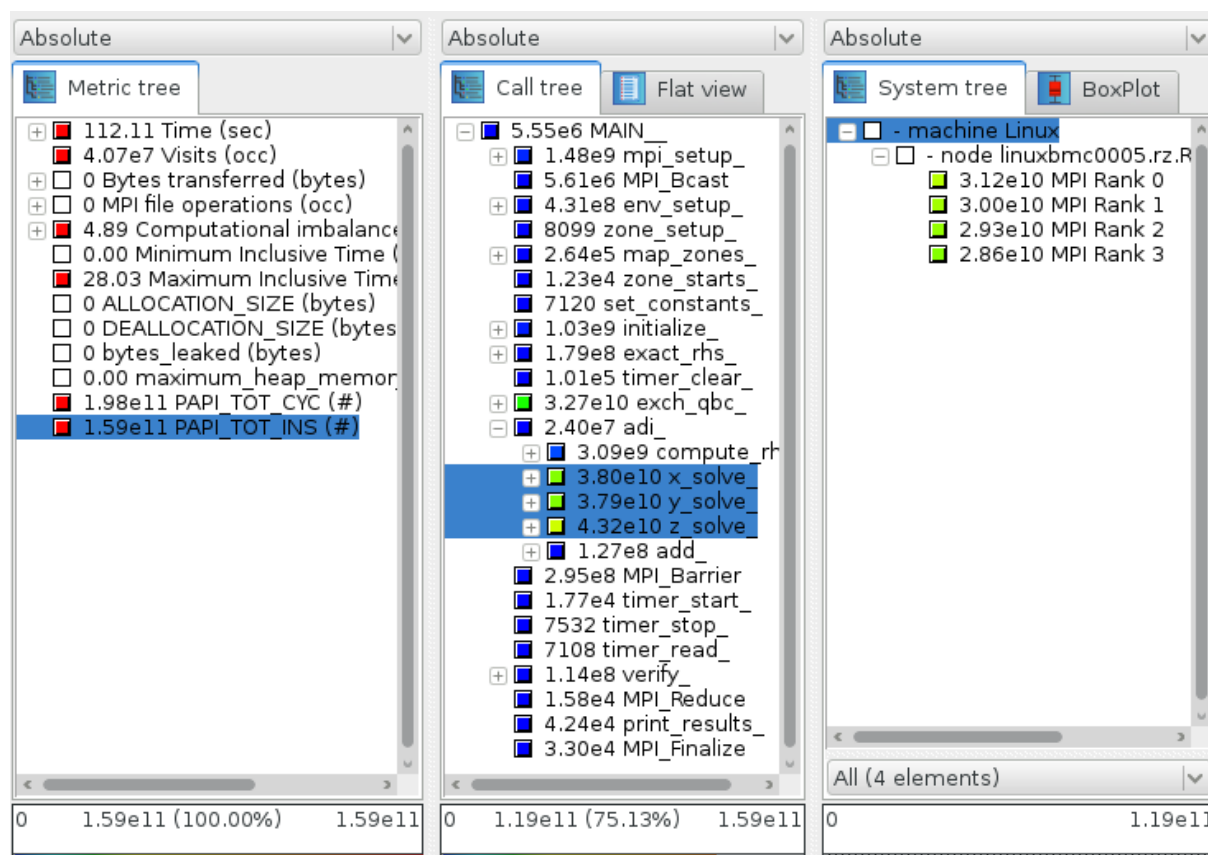 Absolute
Metric tree
112.11 Time (sec)
4.07e7 Visits (occ)
0 Bytes transferred (bytes)
0 MPI file operations (occ)
4.89 Computational imbalance
0.00 Minimum Inclusive Time (
28.03 Maximum Inclusive Time
0 ALLOCATION_SIZE (bytes)
0 DEALLOCATION_SIZE (bytes
0 bytes_leaked (bytes)
0.00 maximum_heap_memor
1.98e11 PAPI_TOT_CYC (#)
1.59e11 PAPI_TOT_INS (#)
0 1.59e11 (100.00%) 1.59e11
Absolute
Call tree Flat view
5.55e6 MAIN__
1.48e9 mpi_setup_
5.61e6 MPI_Bcast
4.31e8 env_setup_
8099 zone_setup_
2.64e5 map_zones_
1.23e4 zone_starts_
7120 set_constants_
1.03e9 initialize_
1.79e8 exact_rhs_
1.01e5 timer_clear_
3.27e10 exch_qbc_
2.40e7 adi_
3.09e9 compute_rh
3.80e10 x_solve_
3.79e10 y_solve_
4.32e10 z_solve_
1.27e8 add_
2.95e8 MPI_Barrier
1.77e4 timer_start_
7532 timer_stop_
7108 timer_read_
1.14e8 verify_
1.58e4 MPI_Reduce
4.24e4 print_results_
3.30e4 MPI_Finalize
0 1.19e11 (75.13%) 1.59e11
Absolute
System tree BoxPlot
- machine Linux
- node linuxbmc0005.rz.R
3.12e10 MPI Rank 0
3.00e10 MPI Rank 1
2.93e10 MPI Rank 2
2.86e10 MPI Rank 3
All (4 elements)
0 1.19e11